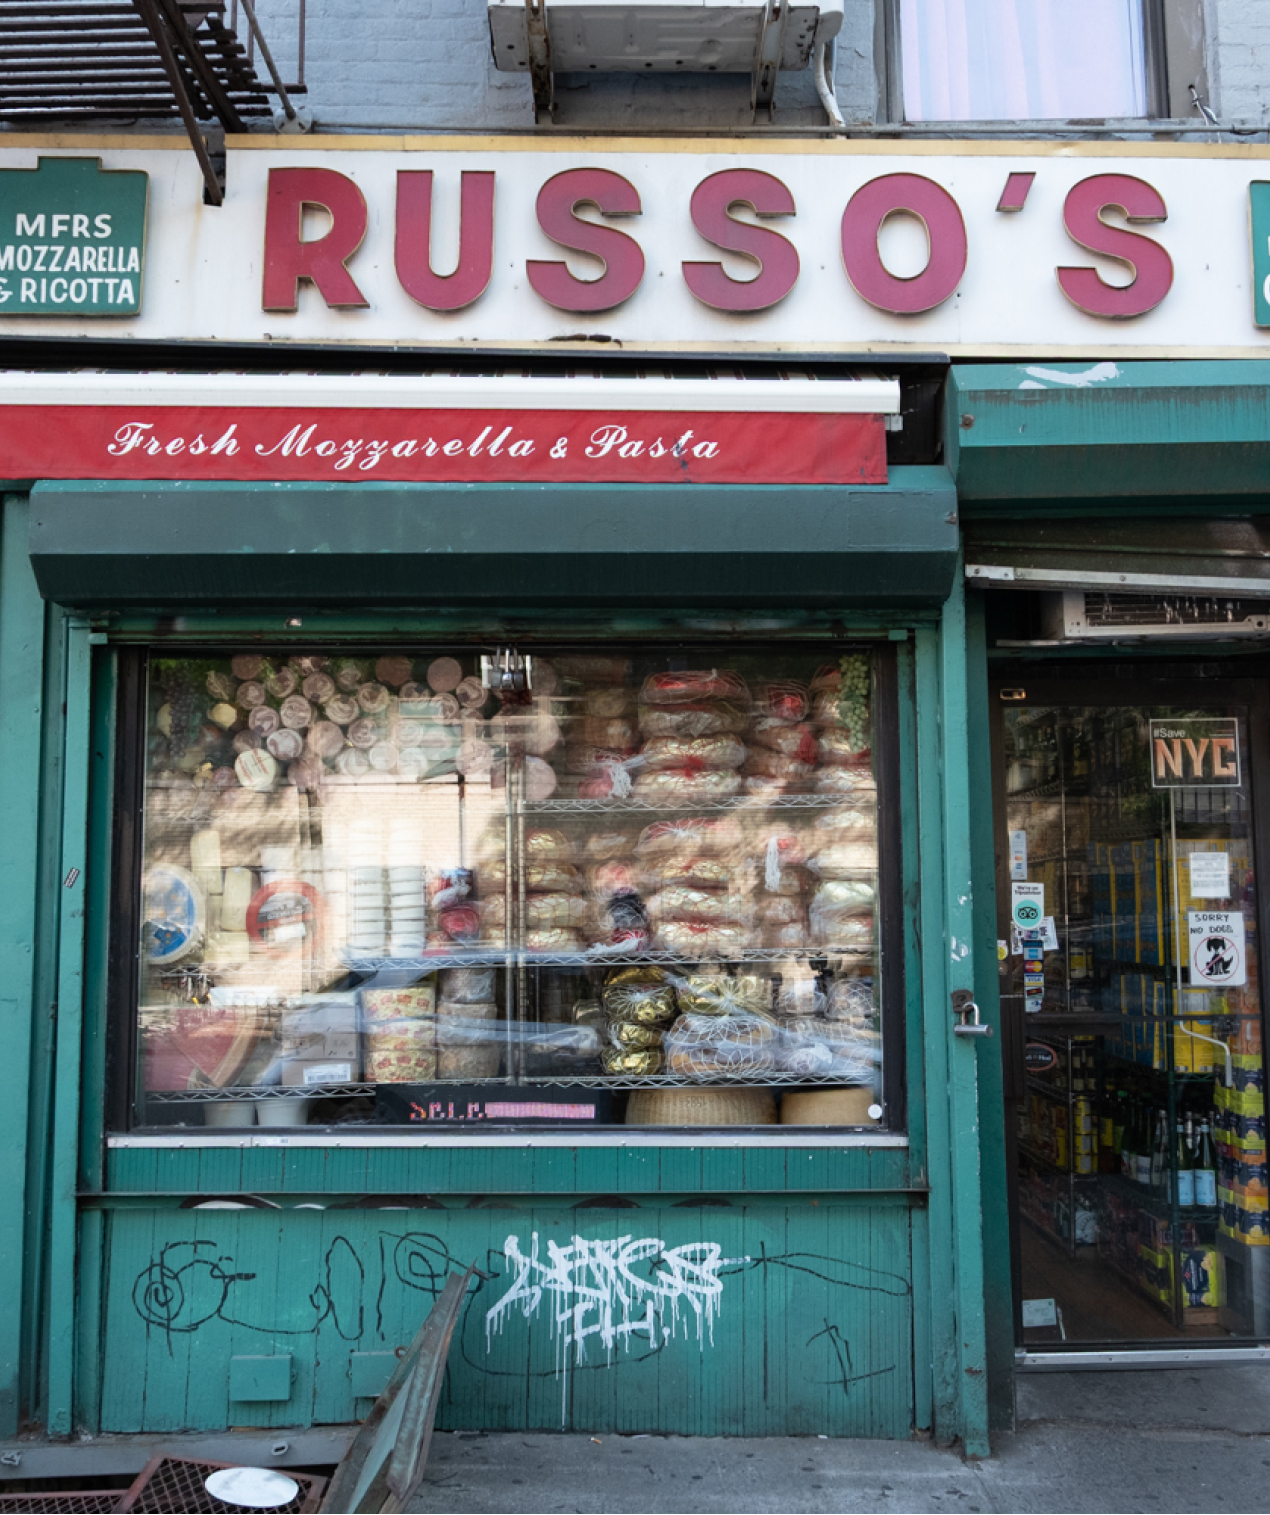 MFRS
MOZZARELLA
& RICOTTA
RUSSO'S
Fresh Mozzarella & Pasta
#Save
NYC
SORRY
NO DOGS